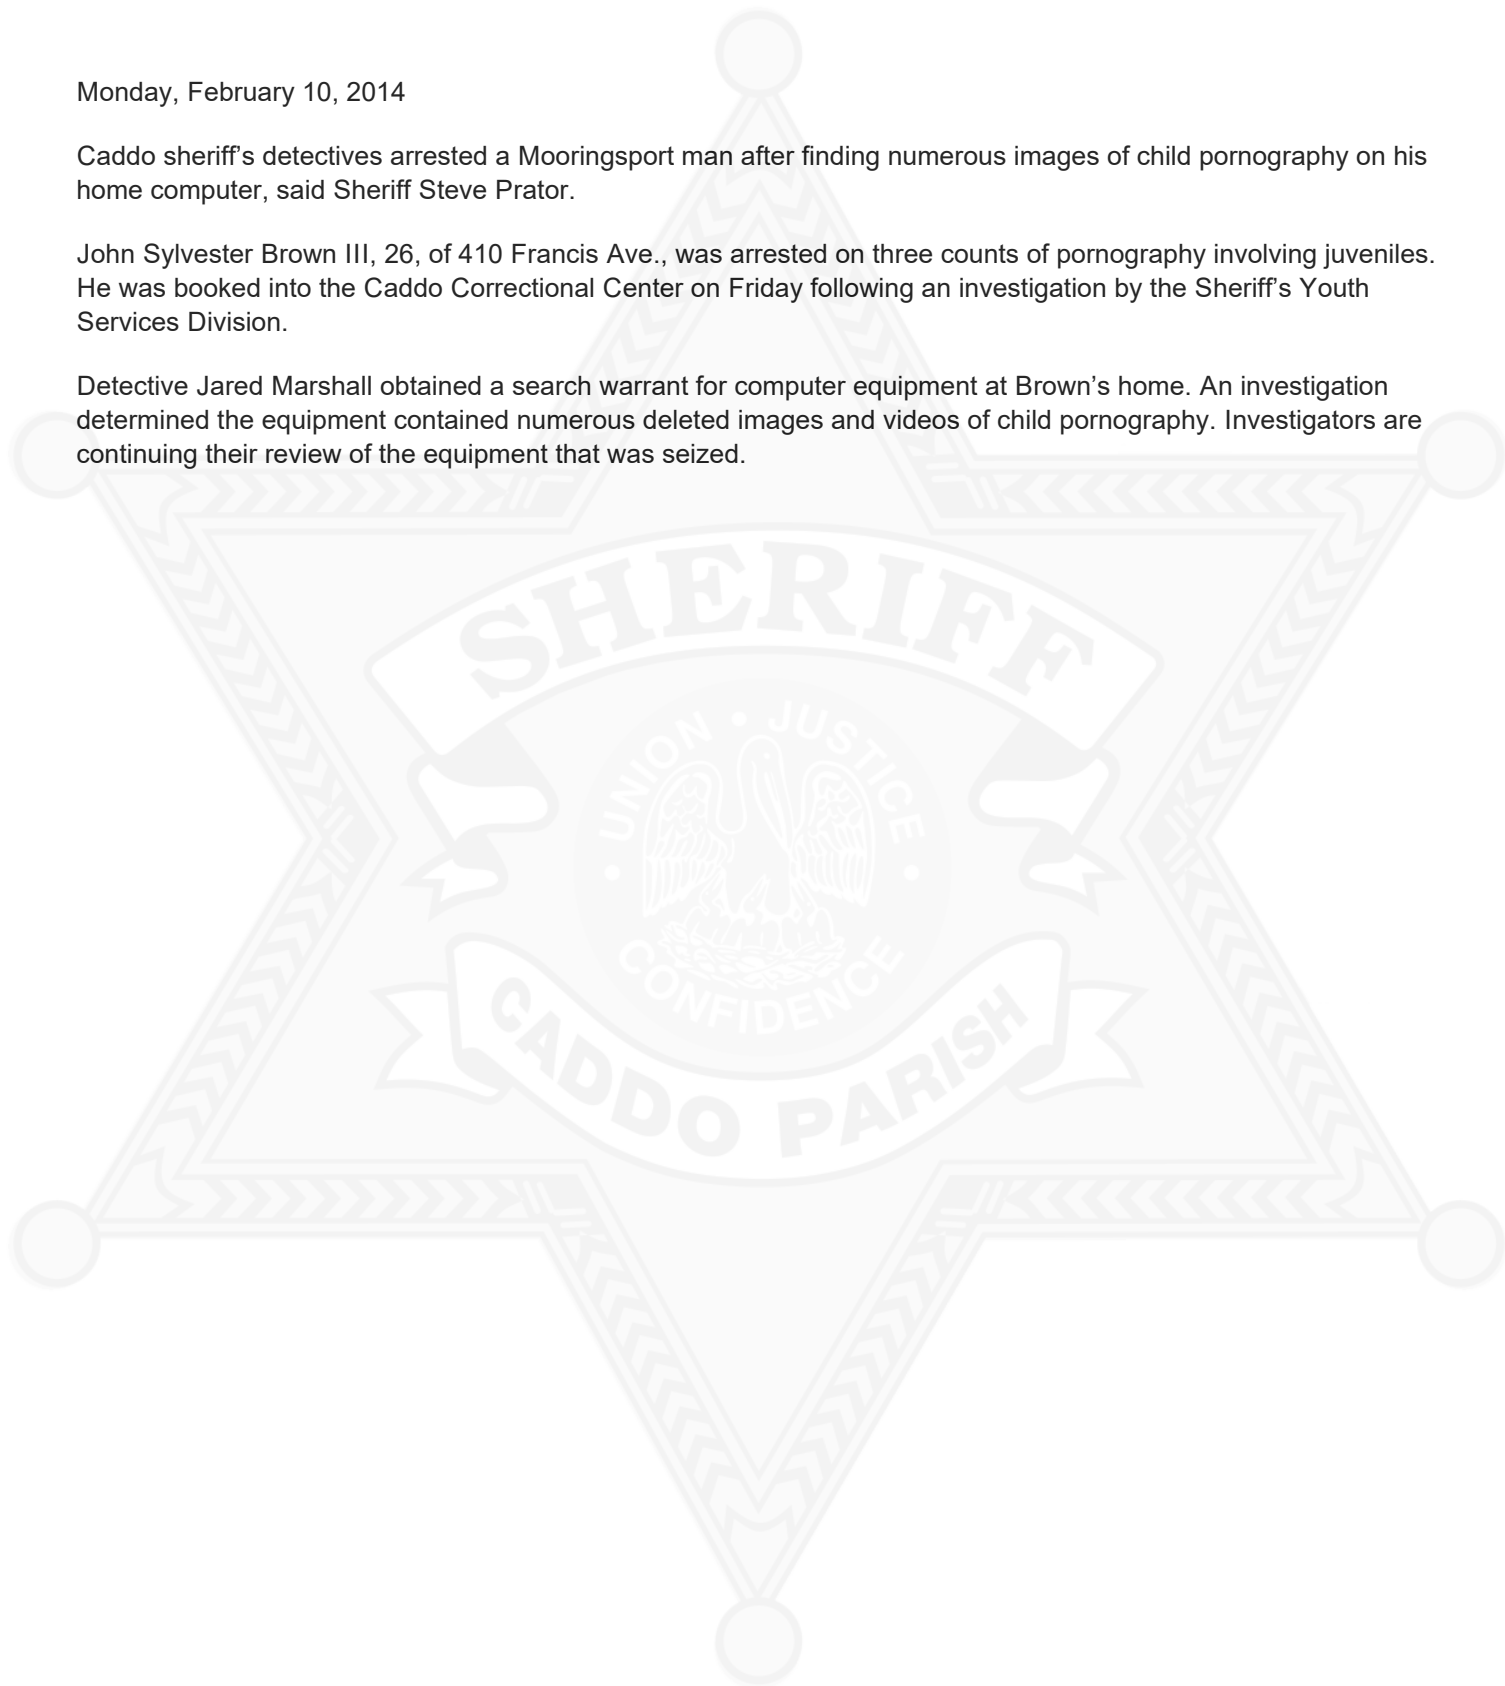 Monday, February 10, 2014
Caddo sheriff’s detectives arrested a Mooringsport man after finding numerous images of child pornography on his
home computer, said Sheriff Steve Prator.
John Sylvester Brown III, 26, of 410 Francis Ave., was arrested on three counts of pornography involving juveniles.
He was booked into the Caddo Correctional Center on Friday following an investigation by the Sheriff’s Youth
Services Division.
Detective Jared Marshall obtained a search warrant for computer equipment at Brown’s home. An investigation
determined the equipment contained numerous deleted images and videos of child pornography. Investigators are
continuing their review of the equipment that was seized.
SHERIFF
UNION • JUSTICE
• CONFIDENCE •
CADDO PARISH